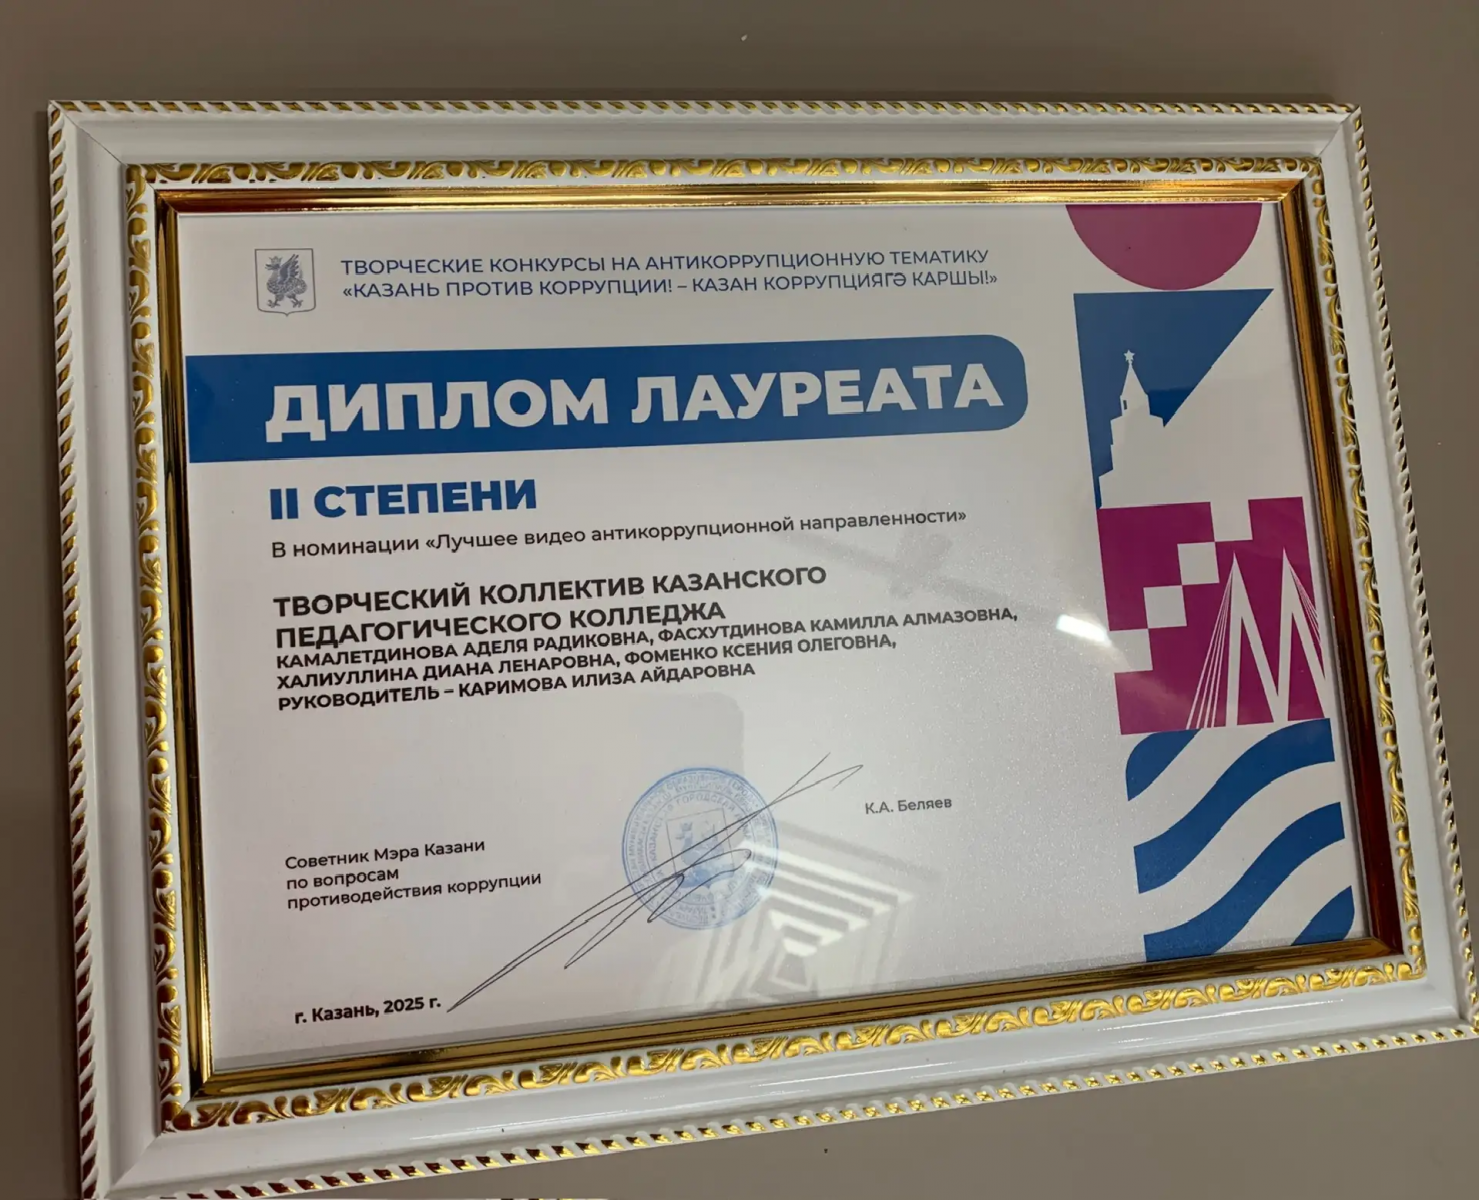 ТВОРЧЕСКИЕ КОНКУРСЫ НА АНТИКОРРУПЦИОННУЮ ТЕМАТИКУ
«КАЗАНЬ ПРОТИВ КОРРУПЦИИ! – КАЗАН КОРРУПЦИЯГӘ КАРШЫ!»
ДИПЛОМ ЛАУРЕАТА
II СТЕПЕНИ
В номинации «Лучшее видео антикоррупционной направленности»
ТВОРЧЕСКИЙ КОЛЛЕКТИВ КАЗАНСКОГО
ПЕДАГОГИЧЕСКОГО КОЛЛЕДЖА
КАМАЛЕТДИНОВА АДЕЛЯ РАДИКОВНА, ФАСХУТДИНОВА КАМИЛЛА АЛМАЗОВНА,
ХАЛИУЛЛИНА ДИАНА ЛЕНАРОВНА, ФОМЕНКО КСЕНИЯ ОЛЕГОВНА,
РУКОВОДИТЕЛЬ – КАРИМОВА ИЛИЗА АЙДАРОВНА
К.А. Беляев
Советник Мэра Казани
по вопросам
противодействия коррупции
г. Казань, 2025 г.